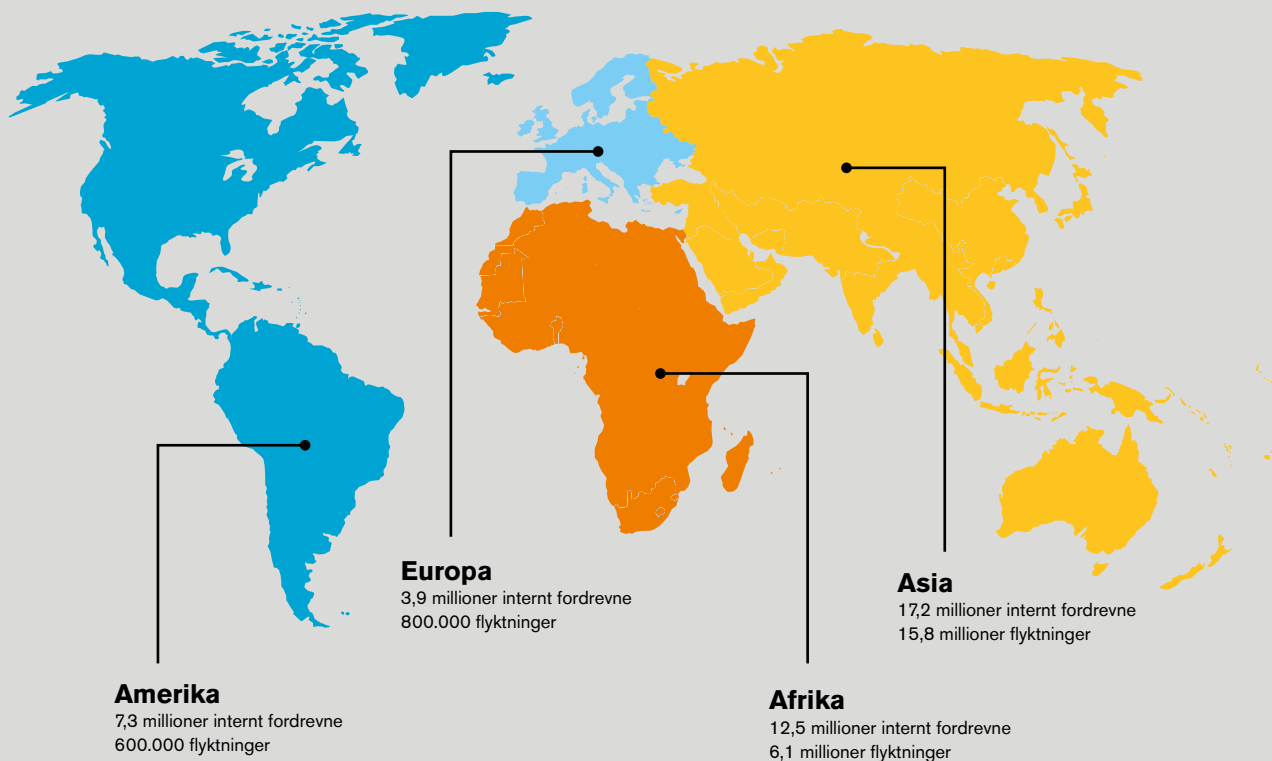 Europa
3,9 millioner internt fordrevne
800.000 flyktninger
Asia
17,2 millioner internt fordrevne
15,8 millioner flyktninger
Amerika
7,3 millioner internt fordrevne
600.000 flyktninger
Afrika
12,5 millioner internt fordrevne
6,1 millioner flyktninger